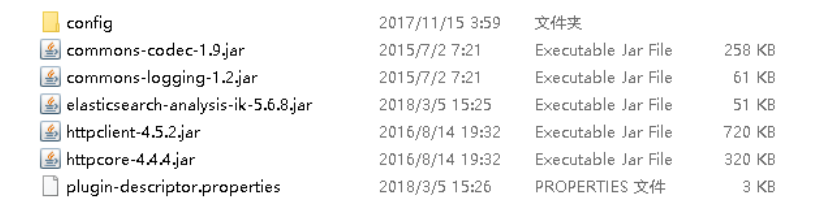 config 2017/11/15 3:59 文件夹
commons-codec-1.9.jar 2015/7/2 7:21 Executable Jar File 258 KB
commons-logging-1.2.jar 2015/7/2 7:21 Executable Jar File 61 KB
elasticsearch-analysis-ik-5.6.8.jar 2018/3/5 15:25 Executable Jar File 51 KB
httpclient-4.5.2.jar 2016/8/14 19:32 Executable Jar File 720 KB
httpcore-4.4.4.jar 2016/8/14 19:32 Executable Jar File 320 KB
plugin-descriptor.properties 2018/3/5 15:26 PROPERTIES 文件 3 KB